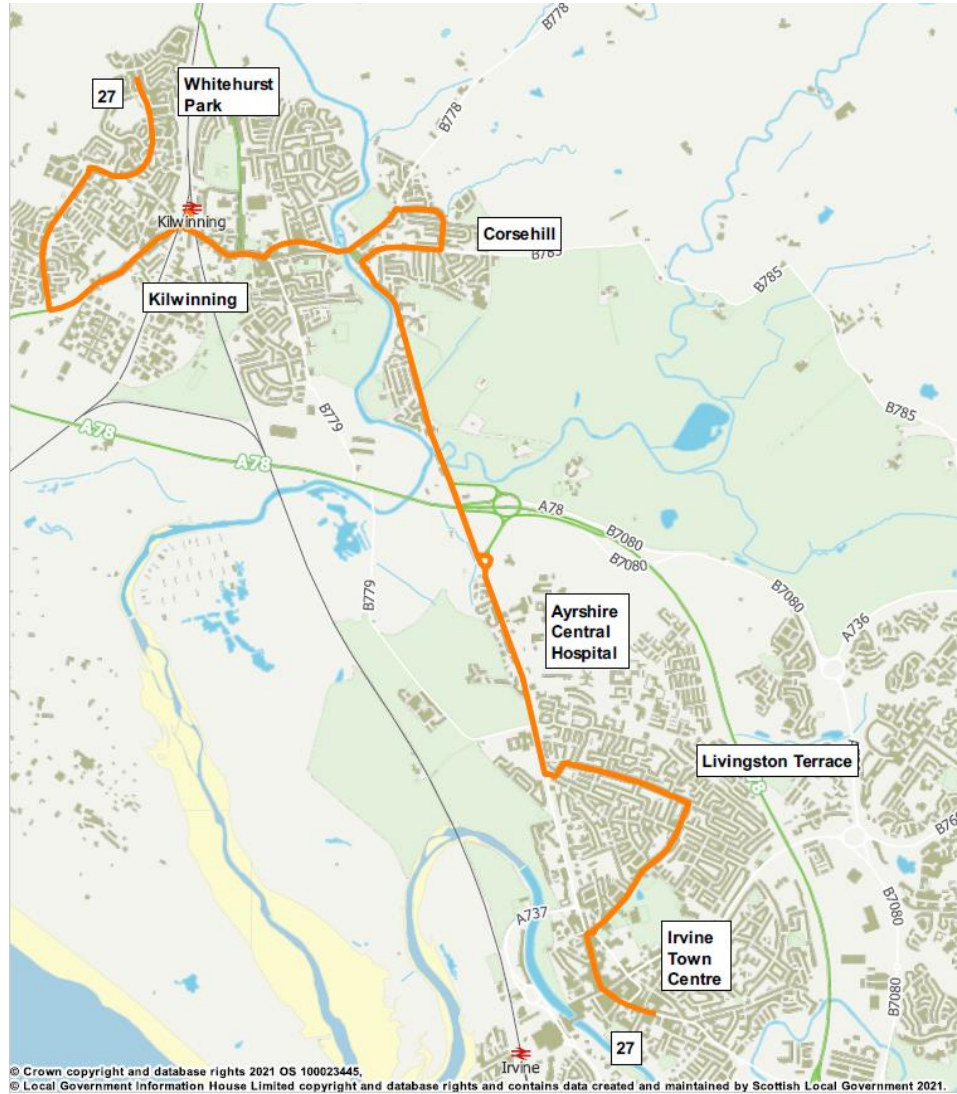 B778
27
Whitehurst
Park
B778
Kilwinning
Corsehill
B785
B785
Kilwinning
B785
B779
A78
A78
A78
B7080
B7080
B7080
B779
A736
Ayrshire
Central
Hospital
Livingston Terrace
A737
Irvine
Town
Centre
B7080
B7080
27
Irvine
© Crown copyright and database rights 2021 OS 100023445,
© Local Government Information House Limited copyright and database rights and contains data created and maintained by Scottish Local Government 2021.